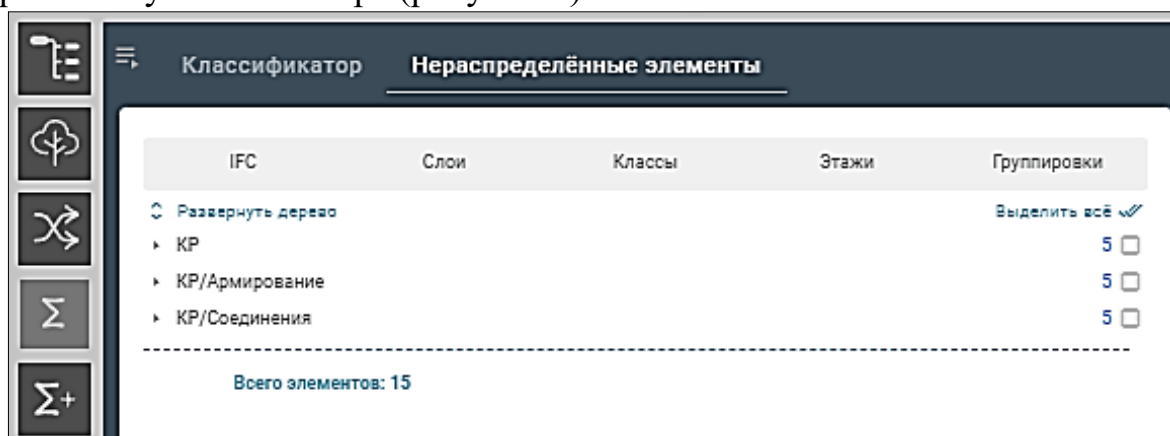 Классификатор Нераспределённые элементы
IFC Слои Классы Этажи Группировки
Развернуть дерево Выделить всё
КР 5
КР/Армирование 5
КР/Соединения 5
Всего элементов: 15
Σ
Σ+